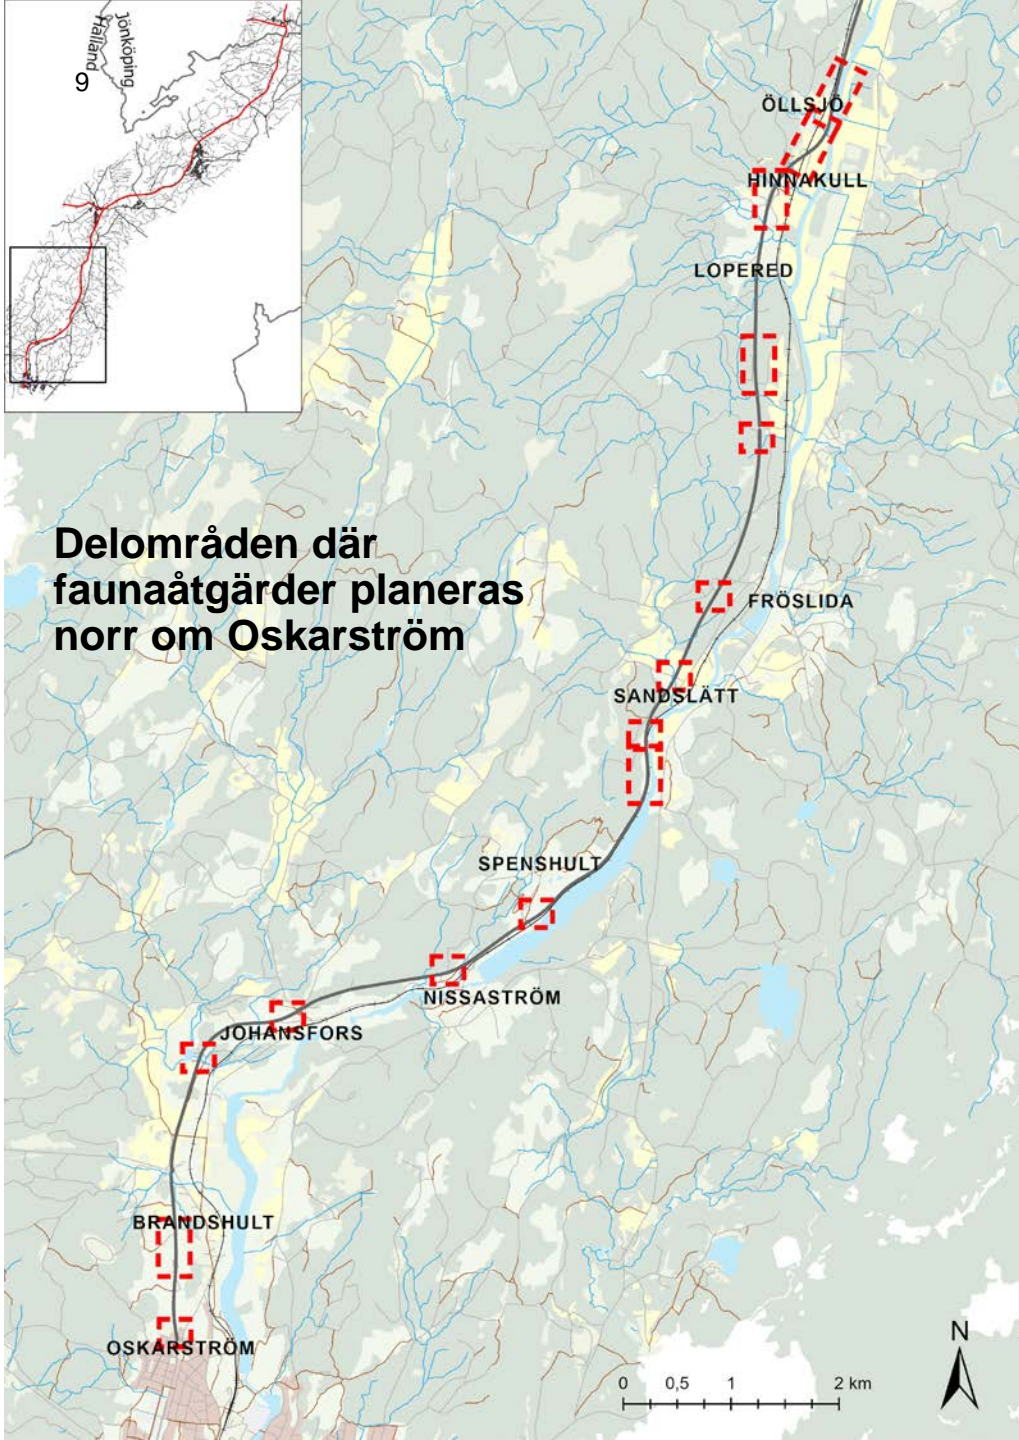 Jönköping
Halland
9
ÖLLSJÖ
HINNAKULL
LOPERED
Delområden där
faunaåtgärder planeras
norr om Oskarström
FRÖSLIDA
SANDSLÄTT
SPENSHULT
NISSASTRÖM
JOHANSFORS
BRANDSHULT
OSKARSTRÖM
N
0 0,5 1 2 km